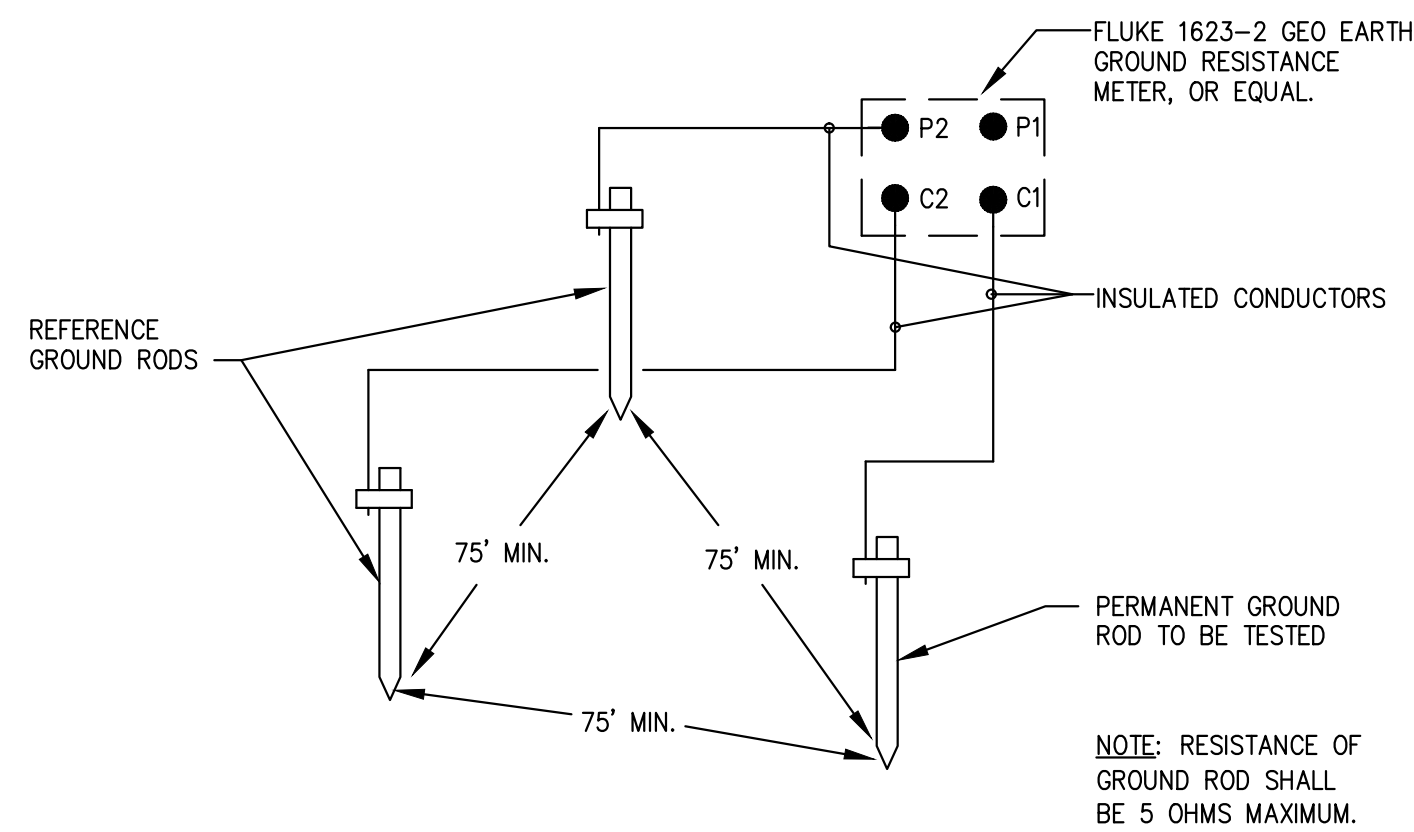 FLUKE 1623-2 GEO EARTH
GROUND RESISTANCE
METER, OR EQUAL.
P2
P1
C2
C1
INSULATED CONDUCTORS
REFERENCE
GROUND RODS
75' MIN.
75' MIN.
75' MIN.
PERMANENT GROUND
ROD TO BE TESTED
NOTE: RESISTANCE OF
GROUND ROD SHALL
BE 5 OHMS MAXIMUM.